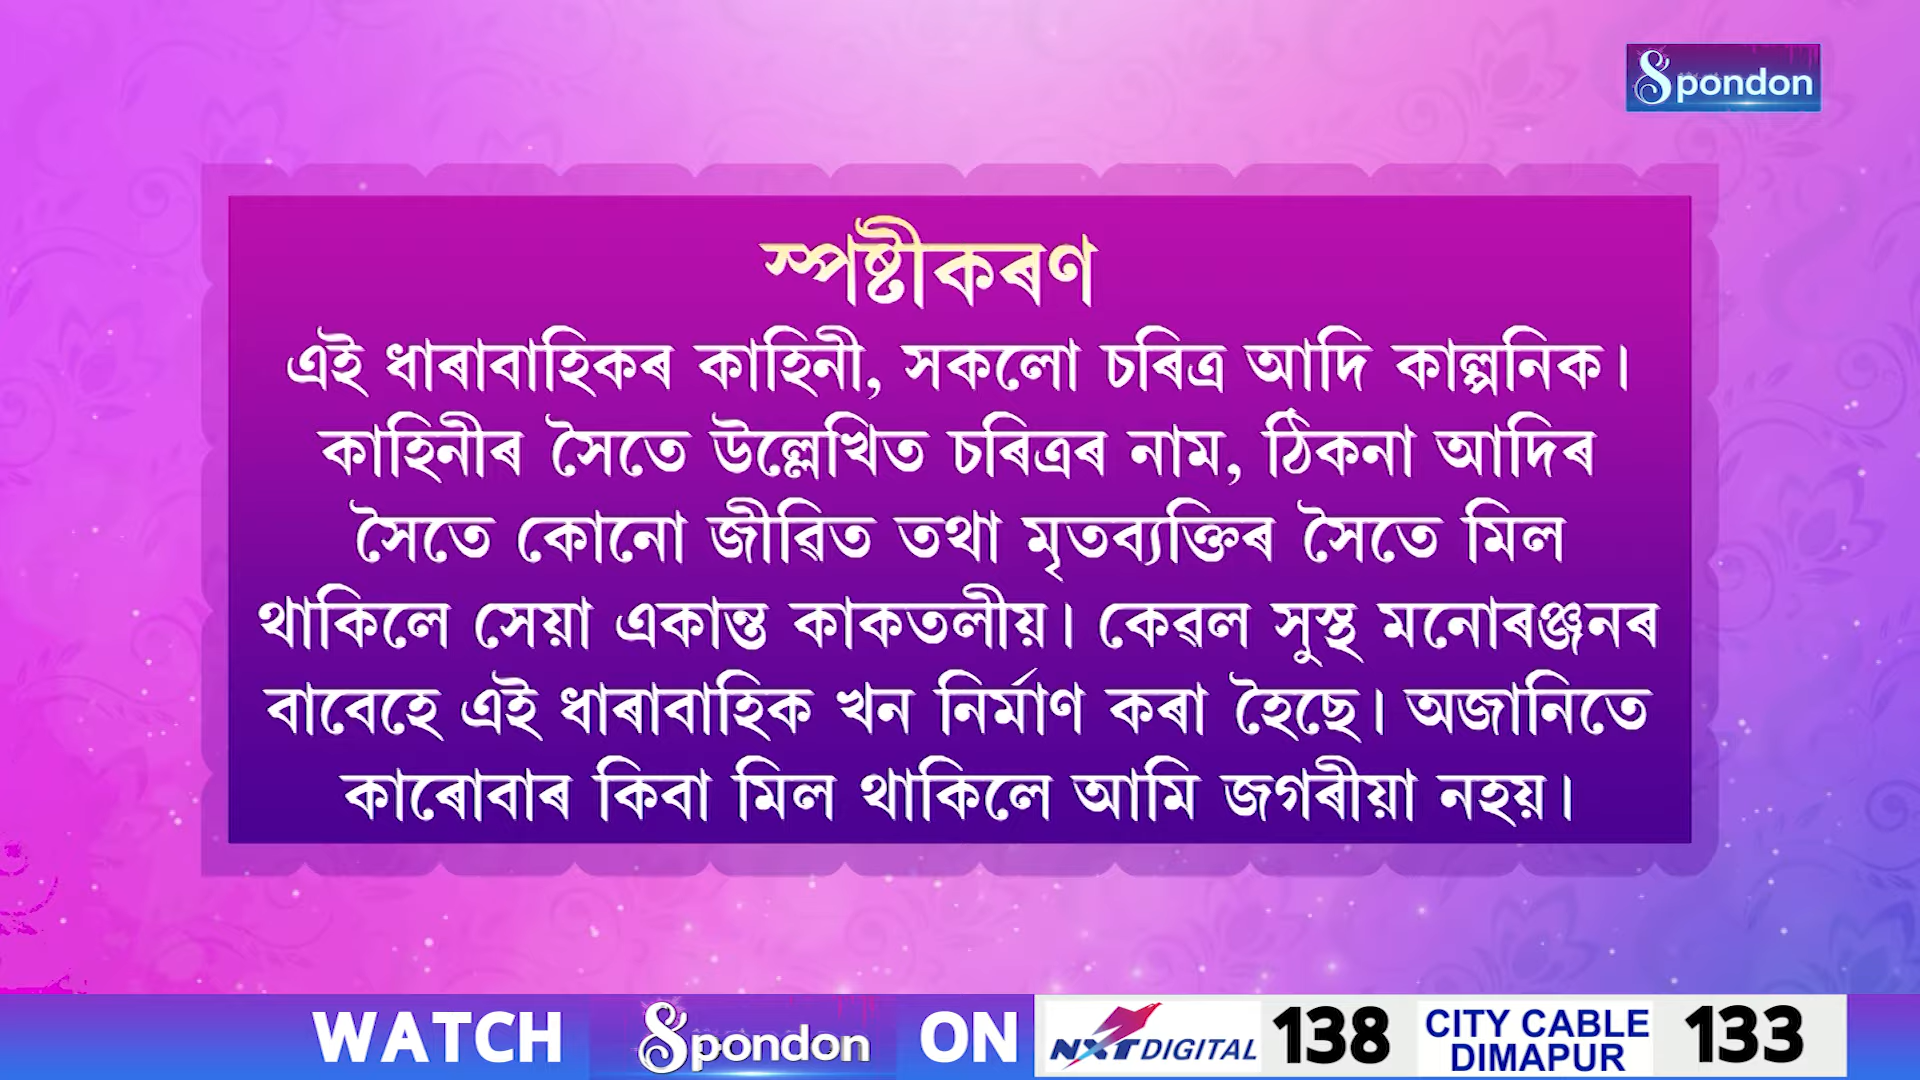 Spondon
স্পষ্টীকৰণ
এই ধাৰাবাহিকৰ কাহিনী, সকলো চৰিত্ৰ আদি কাল্পনিক।
কাহিনীৰ সৈতে উল্লেখিত চৰিত্ৰৰ নাম, ঠিকনা আদিৰ
সৈতে কোনো জীৱিত তথা মৃতব্যক্তিৰ সৈতে মিল
থাকিলে সেয়া একান্ত কাকতলীয়। কেৱল সুস্থ মনোৰঞ্জনৰ
বাবেহে এই ধাৰাবাহিক খন নিৰ্মাণ কৰা হৈছে। অজানিতে
কাৰোবাৰ কিবা মিল থাকিলে আমি জগৰীয়া নহয়।
WATCH Spondon ON NXTDIGITAL 138 CITY CABLE DIMAPUR 133